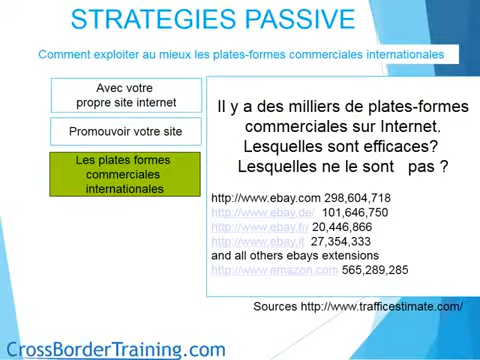 STRATEGIES PASSIVE
Comment exploiter au mieux les plates-formes commerciales internationales
Avec votre
propre site internet
Promouvoir votre site
Les plates formes
commerciales
internationales
Il y a des milliers de plates-formes
commerciales sur Internet.
Lesquelles sont efficaces?
Lesquelles ne le sont pas ?
http://www.ebay.com 298,604,718
http://www.ebay.de/ 101,646,750
http://www.ebay.fr/ 20,446,866
http://www.ebay.it 27,354,333
and all others ebays extensions
http://www.amazon.com 565,289,285
Sources http://www.trafficestimate.com/
CrossBorderTraining.com